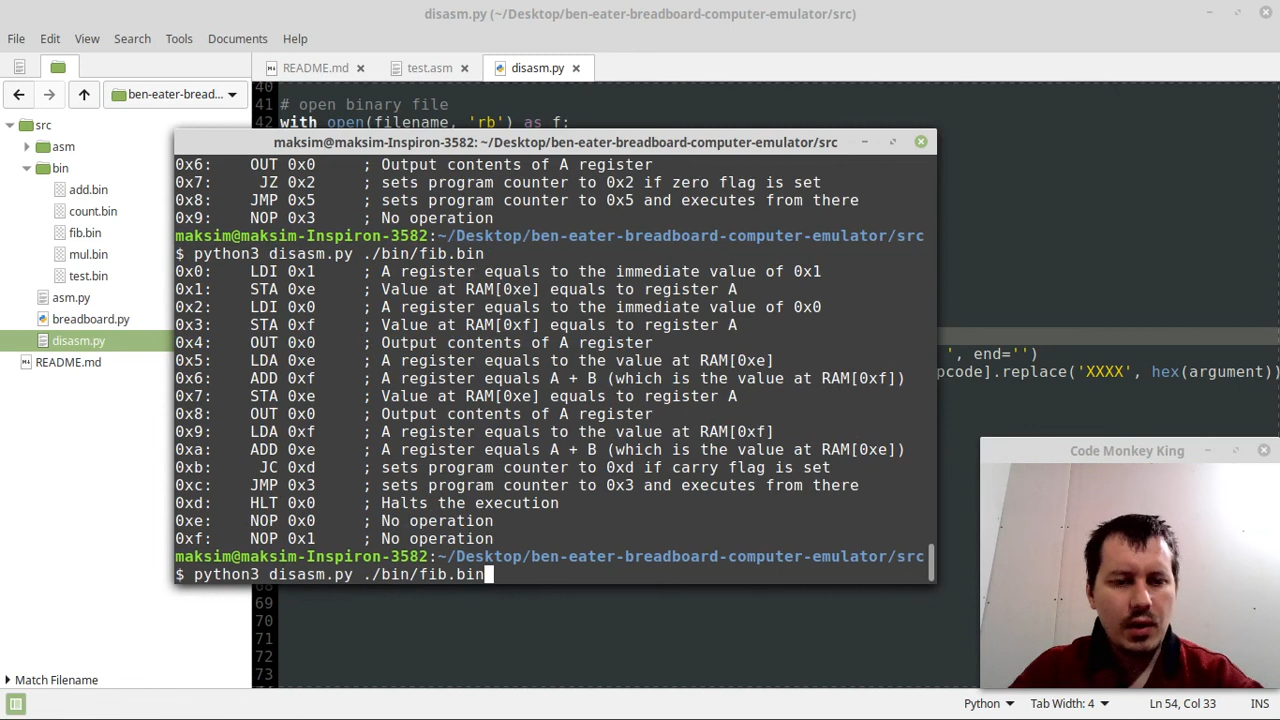 disasm.py (~/Desktop/ben-eater-breadboard-computer-emulator/src)
File Edit View Search Tools Documents Help
README.md test.asm disasm.py
ben-eater-bread...
src
asm
bin
add.bin
count.bin
fib.bin
mul.bin
test.bin
asm.py
breadboard.py
disasm.py
README.md
Match Filename
40
41 # open binary file
42 with open(filename, 'rb') as f:
', end='')
pcode].replace('XXXX', hex(argument))
maksim@maksim-Inspiron-3582: ~/Desktop/ben-eater-breadboard-computer-emulator/src
0x6: OUT 0x0 ; Output contents of A register
0x7: JZ 0x2 ; sets program counter to 0x2 if zero flag is set
0x8: JMP 0x5 ; sets program counter to 0x5 and executes from there
0x9: NOP 0x3 ; No operation
maksim@maksim-Inspiron-3582:~/Desktop/ben-eater-breadboard-computer-emulator/src
$ python3 disasm.py ./bin/fib.bin
0x0: LDI 0x1 ; A register equals to the immediate value of 0x1
0x1: STA 0xe ; Value at RAM[0xe] equals to register A
0x2: LDI 0x0 ; A register equals to the immediate value of 0x0
0x3: STA 0xf ; Value at RAM[0xf] equals to register A
0x4: OUT 0x0 ; Output contents of A register
0x5: LDA 0xe ; A register equals to the value at RAM[0xe]
0x6: ADD 0xf ; A register equals A + B (which is the value at RAM[0xf])
0x7: STA 0xe ; Value at RAM[0xe] equals to register A
0x8: OUT 0x0 ; Output contents of A register
0x9: LDA 0xf ; A register equals to the value at RAM[0xf]
0xa: ADD 0xe ; A register equals A + B (which is the value at RAM[0xe])
0xb: JC 0xd ; sets program counter to 0xd if carry flag is set
0xc: JMP 0x3 ; sets program counter to 0x3 and executes from there
0xd: HLT 0x0 ; Halts the execution
0xe: NOP 0x0 ; No operation
0xf: NOP 0x1 ; No operation
maksim@maksim-Inspiron-3582:~/Desktop/ben-eater-breadboard-computer-emulator/src
$ python3 disasm.py ./bin/fib.bin
69
70
71
72
73
Code Monkey King
Python Tab Width: 4 Ln 54, Col 33 INS